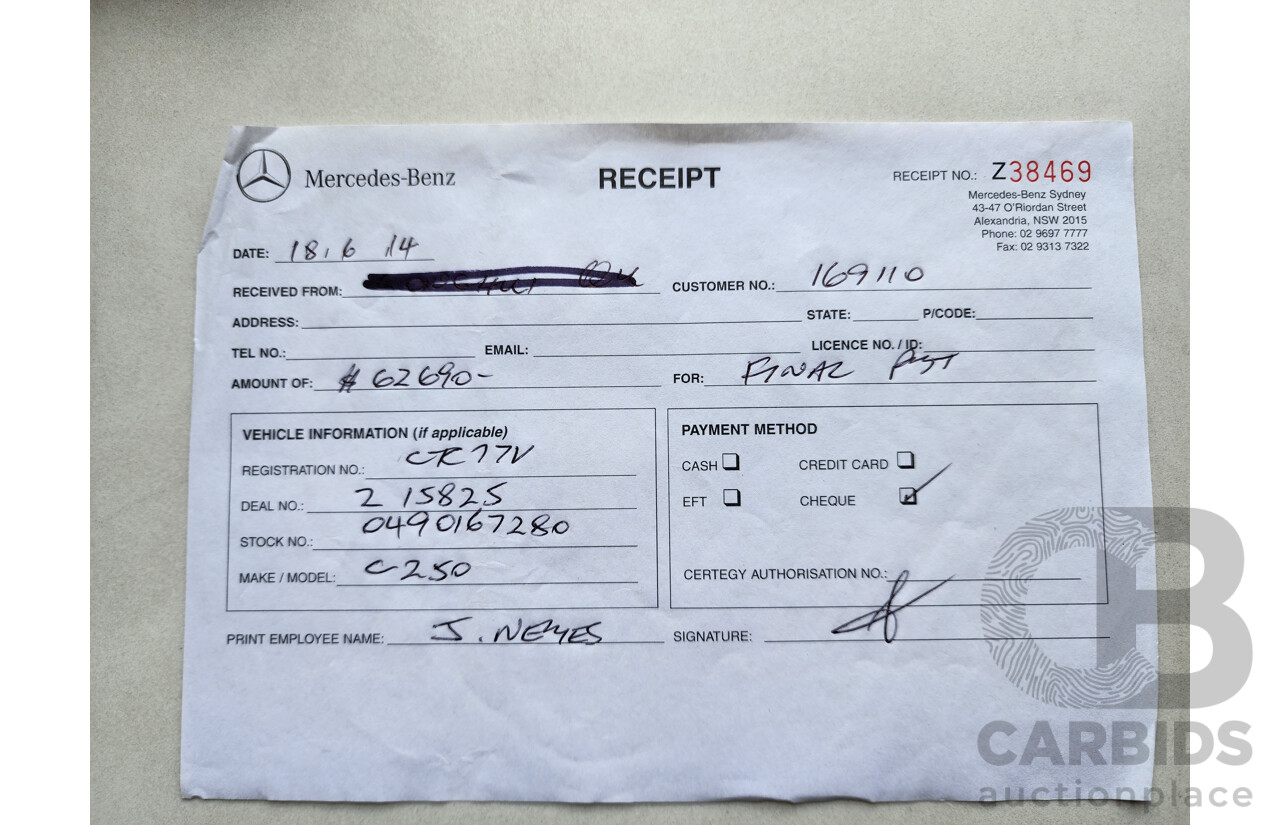 Mercedes-Benz RECEIPT RECEIPT NO.: Z38469
Mercedes-Benz Sydney
43-47 O'Riordan Street
Alexandria, NSW 2015
Phone: 02 9697 7777
Fax: 02 9313 7322
DATE: 18.6.14
RECEIVED FROM: CUSTOMER NO.: 169110
ADDRESS: STATE: P/CODE:
TEL NO.: EMAIL: LICENCE NO. / ID:
AMOUNT OF: $62690- FOR: FINAL
VEHICLE INFORMATION (if applicable)
REGISTRATION NO.:
DEAL NO.: 2 15825
STOCK NO.: 0490167280
MAKE / MODEL: C250
PAYMENT METHOD
CASH CREDIT CARD
EFT CHEQUE
CERTEGY AUTHORISATION NO.:
PRINT EMPLOYEE NAME: J. NEYES SIGNATURE:
CB
CARBIDS
auctionplace